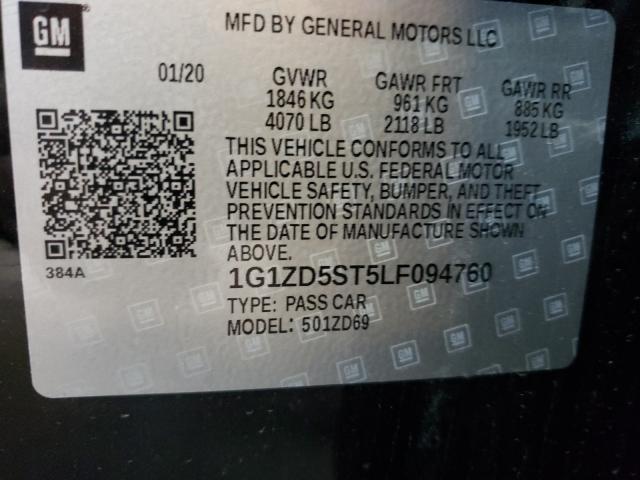 GM
MFD BY GENERAL MOTORS LLC
01/20 GVWR GAWR FRT GAWR RR
1846 KG 961 KG 885 KG
4070 LB 2118 LB 1952 LB
THIS VEHICLE CONFORMS TO ALL
APPLICABLE U.S. FEDERAL MOTOR
VEHICLE SAFETY, BUMPER, AND THEFT
PREVENTION STANDARDS IN EFFECT ON
THE DATE OF MANUFACTURE SHOWN
ABOVE.
384A
1G1ZD5ST5LF094760
TYPE: PASS CAR
MODEL: 501ZD69